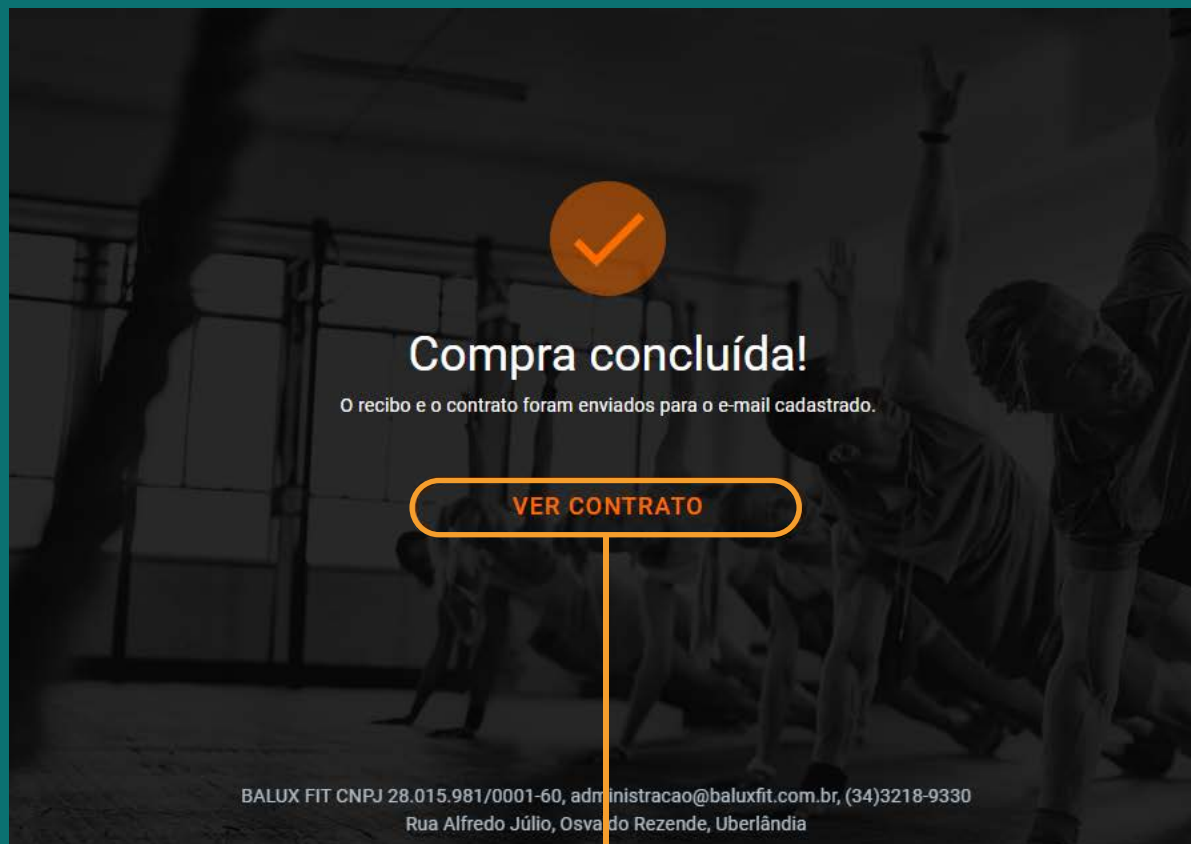 Compra concluída!
O recibo e o contrato foram enviados para o e-mail cadastrado.
VER CONTRATO
BALUX FIT CNPJ 28.015.981/0001-60, administracao@baluxfit.com.br, (34)3218-9330
Rua Alfredo Júlio, Osvaldo Rezende, Uberlândia